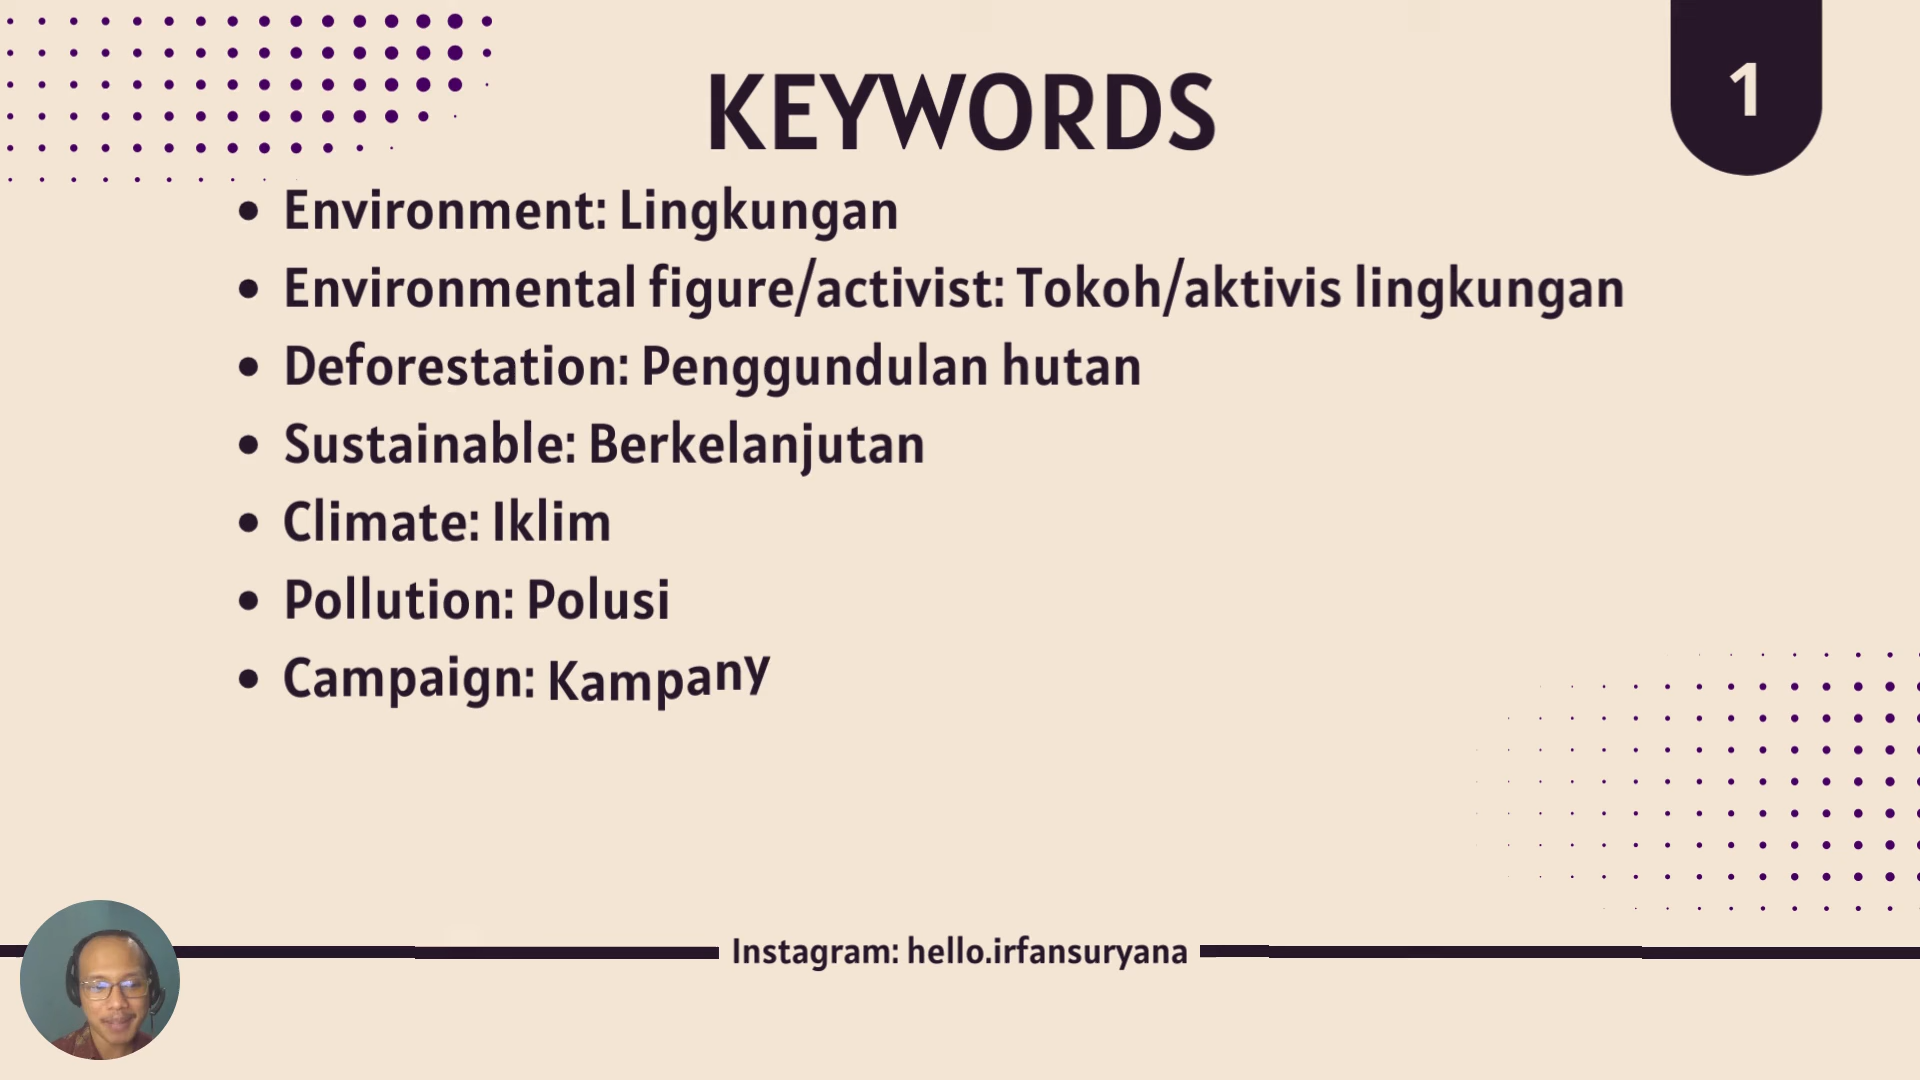 KEYWORDS
1
• Environment: Lingkungan
• Environmental figure/activist: Tokoh/aktivis lingkungan
• Deforestation: Penggundulan hutan
• Sustainable: Berkelanjutan
• Climate: Iklim
• Pollution: Polusi
• Campaign: Kampany
Instagram: hello.irfansuryana